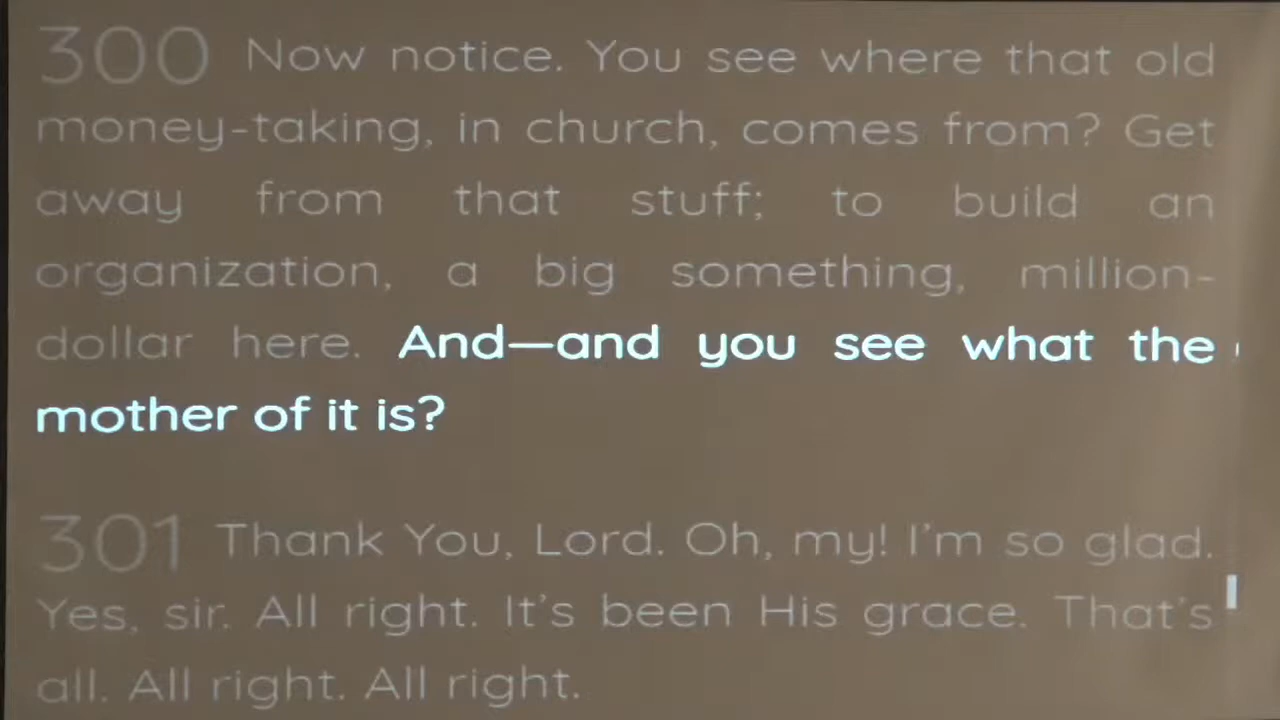 300 Now notice. You see where that old
money-taking, in church, comes from? Get
away from that stuff; to build an
organization, a big something, million-
dollar here. And—and you see what the
mother of it is?
301 Thank You, Lord. Oh, my! I'm so glad.
Yes, sir. All right. It's been His grace. That's
all. All right. All right.